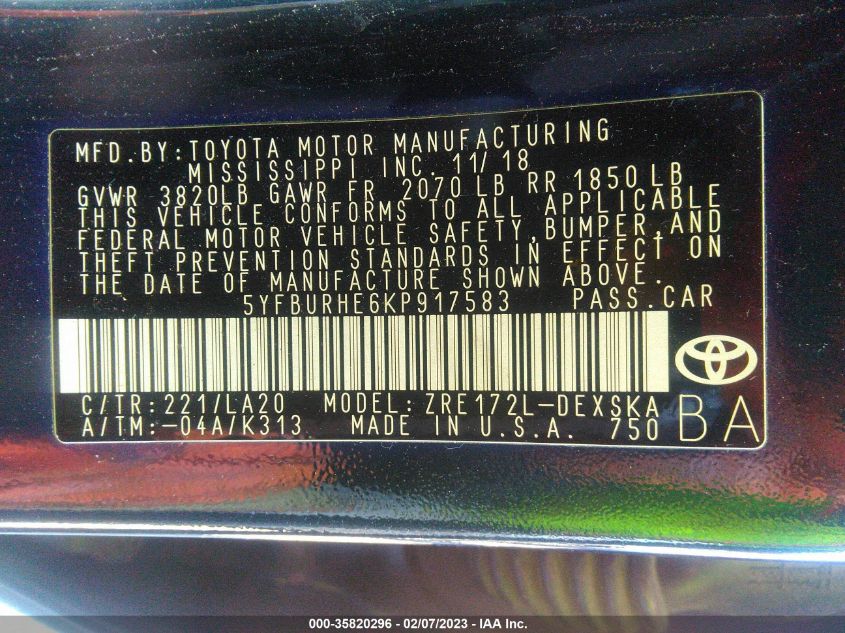 MFD.BY:TOYOTA MOTOR MANUFACTURING
MISSISSIPPI INC. 11/18
GVWR 3820LB GAWR FR 2070 LB RR 1850 LB
THIS VEHICLE CONFORMS TO ALL APPLICABLE
FEDERAL MOTOR VEHICLE SAFETY,BUMPER,AND
THEFT PREVENTION STANDARDS IN EFFECT ON
THE DATE OF MANUFACTURE SHOWN ABOVE.
5YFBURHE6KP917583 PASS.CAR
C/TR:221/LA20 MODEL:ZRE172L-DEXSKA
A/TM:-04A/K313 MADE IN U.S.A. 750
BA
000-35820296 - 02/07/2023 - IAA Inc.